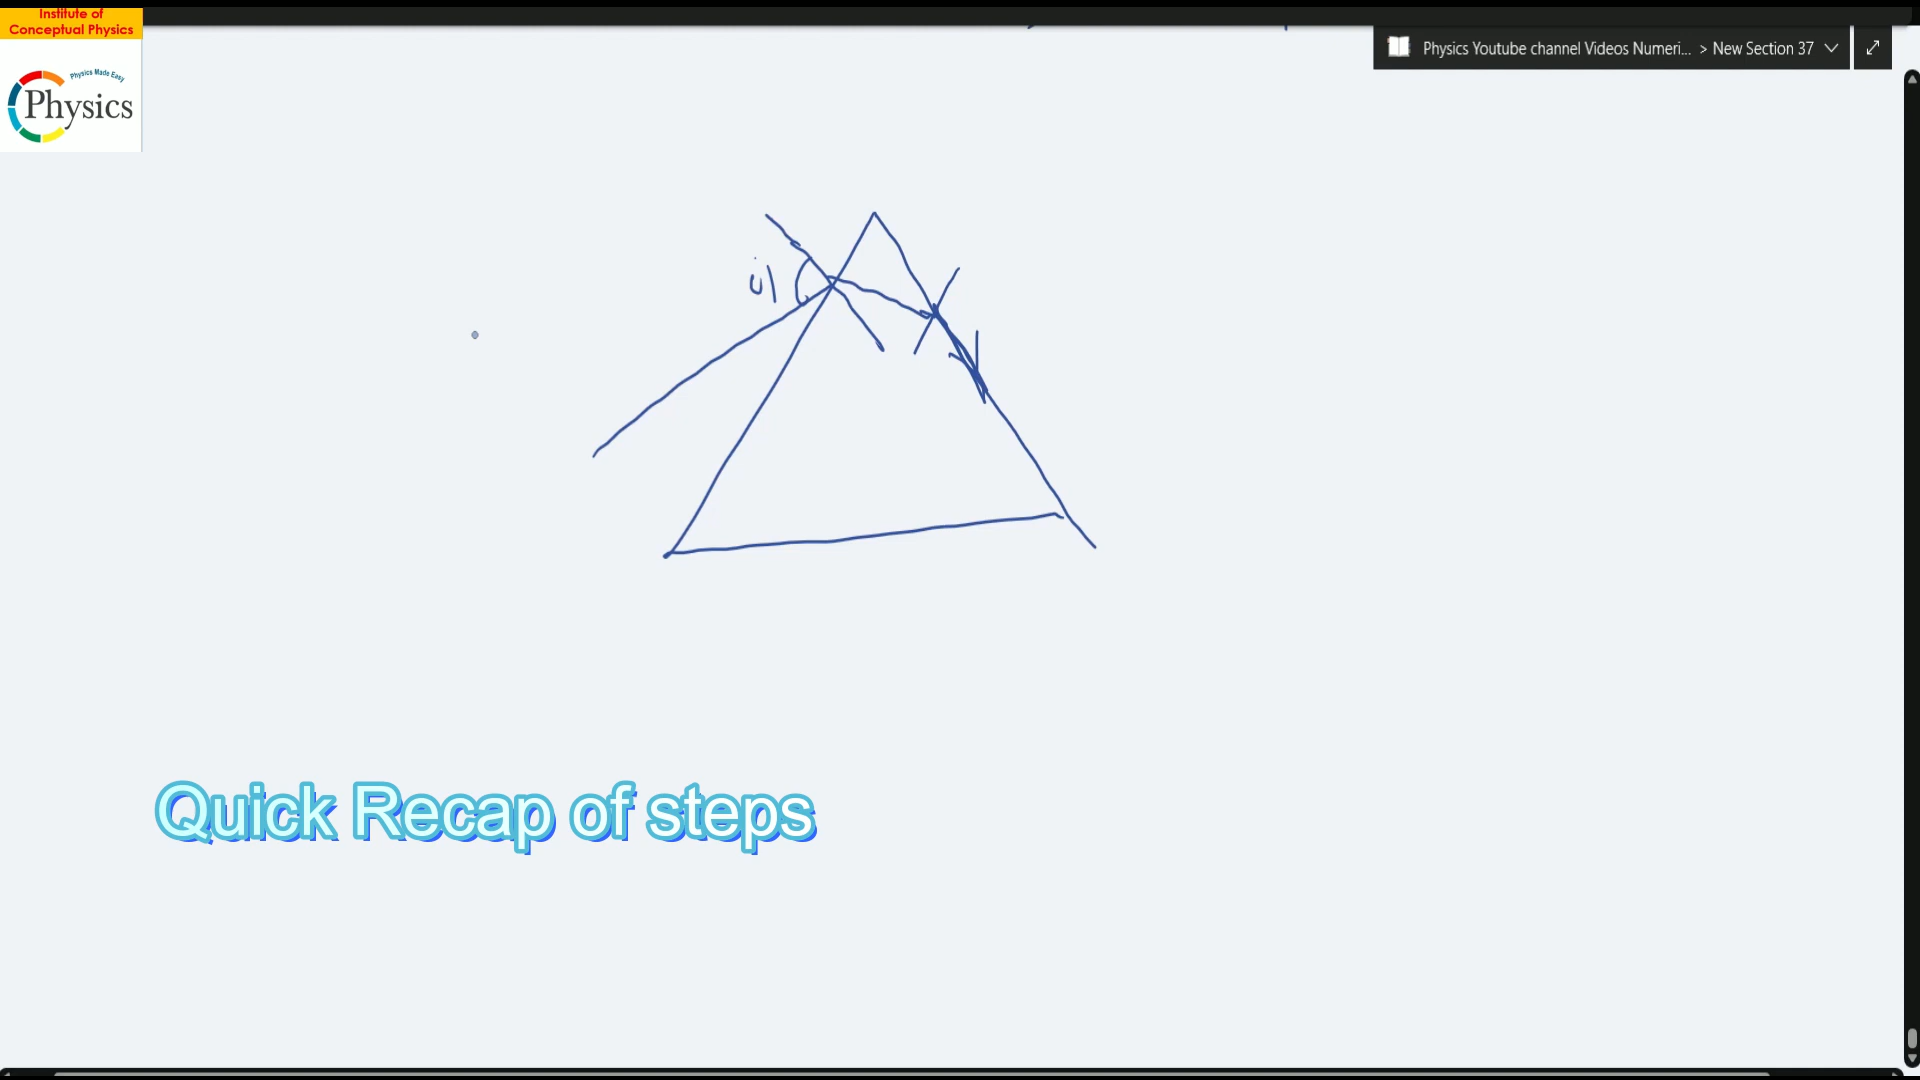 Institute of
Conceptual Physics
Physics Made Easy
Physics
Physics Youtube channel Videos Numeri... > New Section 37
i1
Quick Recap of steps